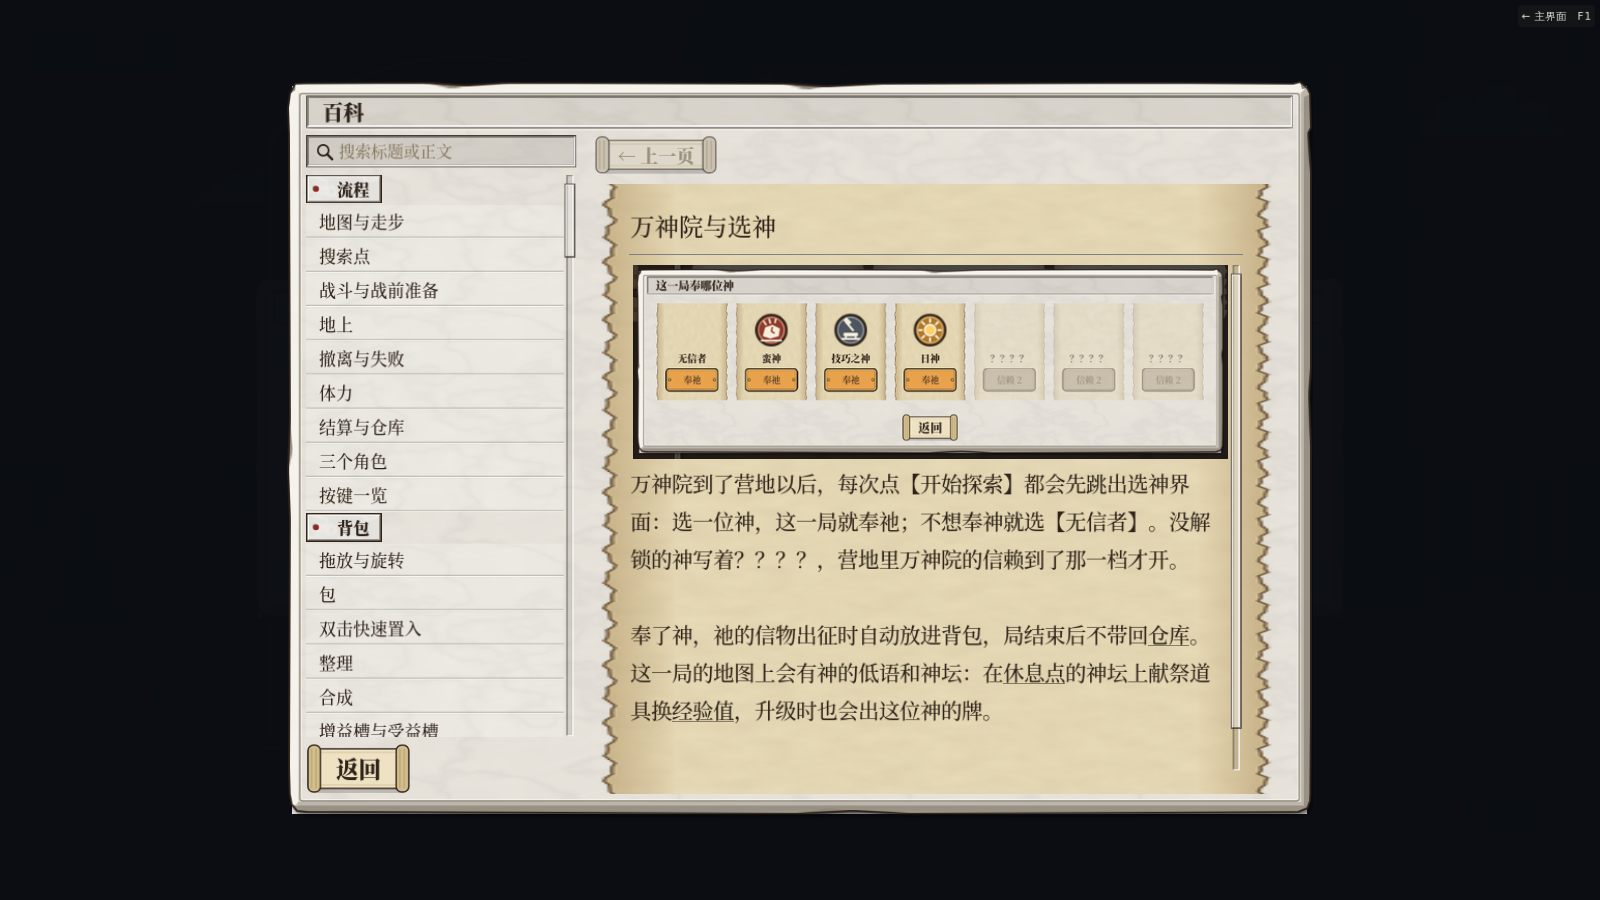 ← 主界面 F1
百科
搜索标题或正文
← 上一页
流程
地图与走步
搜索点
战斗与战前准备
地上
撤离与失败
体力
结算与仓库
三个角色
按键一览
背包
拖放与旋转
包
双击快速置入
整理
合成
增益槽与受益槽
返回
万神院与选神
这一局奉哪位神
无信者
蛮神
技巧之神
日神
？？？？
？？？？
？？？？
奉祂
奉祂
奉祂
奉祂
信赖 2
信赖 2
信赖 2
返回
万神院到了营地以后，每次点【开始探索】都会先跳出选神界
面：选一位神，这一局就奉祂；不想奉神就选【无信者】。没解
锁的神写着？？？？，营地里万神院的信赖到了那一档才开。
奉了神，祂的信物出征时自动放进背包，局结束后不带回仓库。
这一局的地图上会有神的低语和神坛：在休息点的神坛上献祭道
具换经验值，升级时也会出这位神的牌。